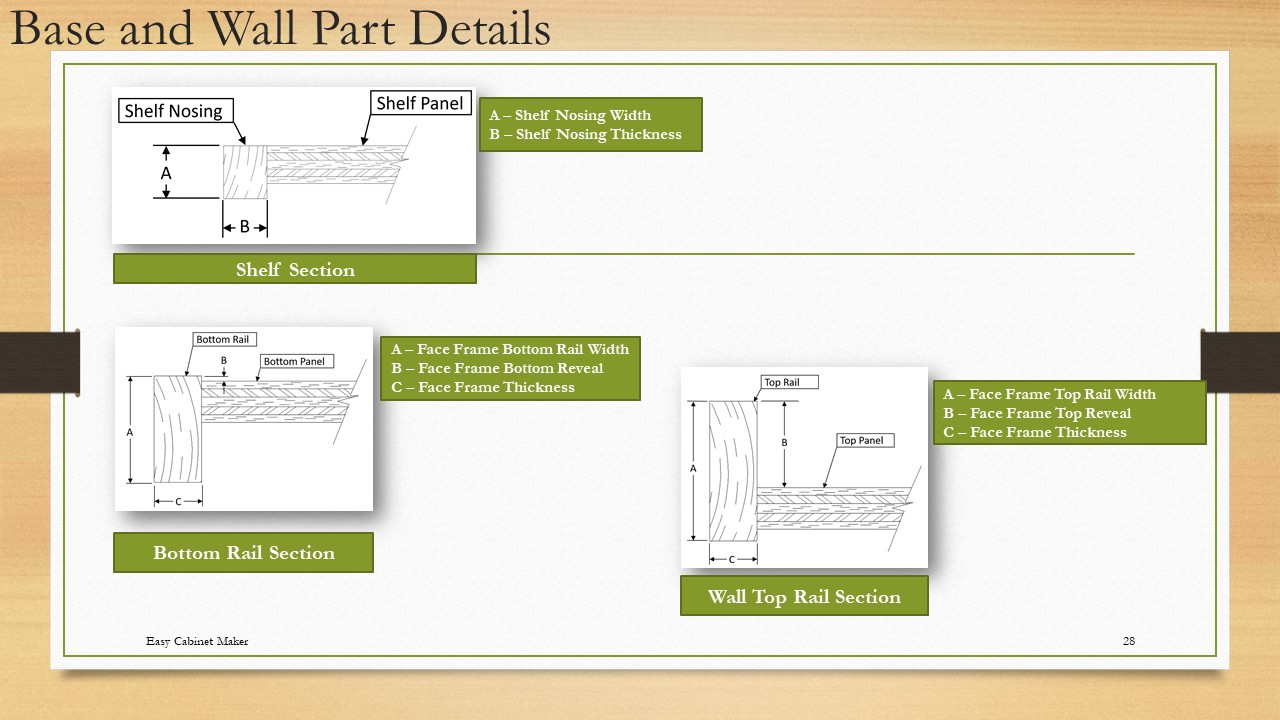 Base and Wall Part Details
Shelf Nosing
Shelf Panel
A
B
A – Shelf Nosing Width
B – Shelf Nosing Thickness
Shelf Section
Bottom Rail
B
Bottom Panel
A
C
A – Face Frame Bottom Rail Width
B – Face Frame Bottom Reveal
C – Face Frame Thickness
Bottom Rail Section
Top Rail
B
Top Panel
A
C
A – Face Frame Top Rail Width
B – Face Frame Top Reveal
C – Face Frame Thickness
Wall Top Rail Section
Easy Cabinet Maker
28